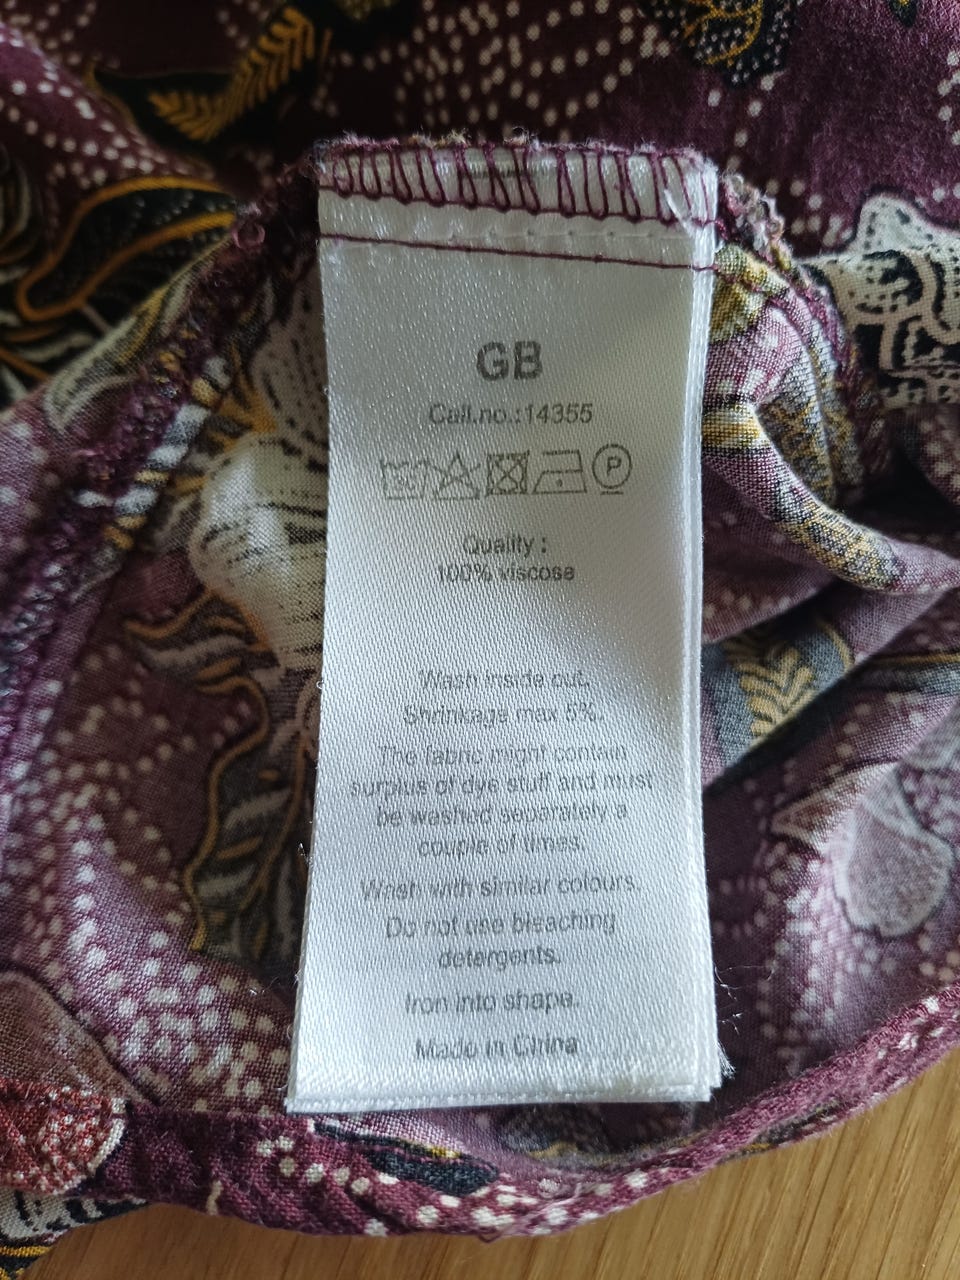 GB
Call.no.:14355
30 P
Quality :
100% viscose
Wash inside out.
Shrinkage max 5%.
The fabric might contain
surplus of dye stuff and must
be washed separately a
couple of times.
Wash with similar colours.
Do not use bleaching
detergents.
Iron into shape.
Made in China